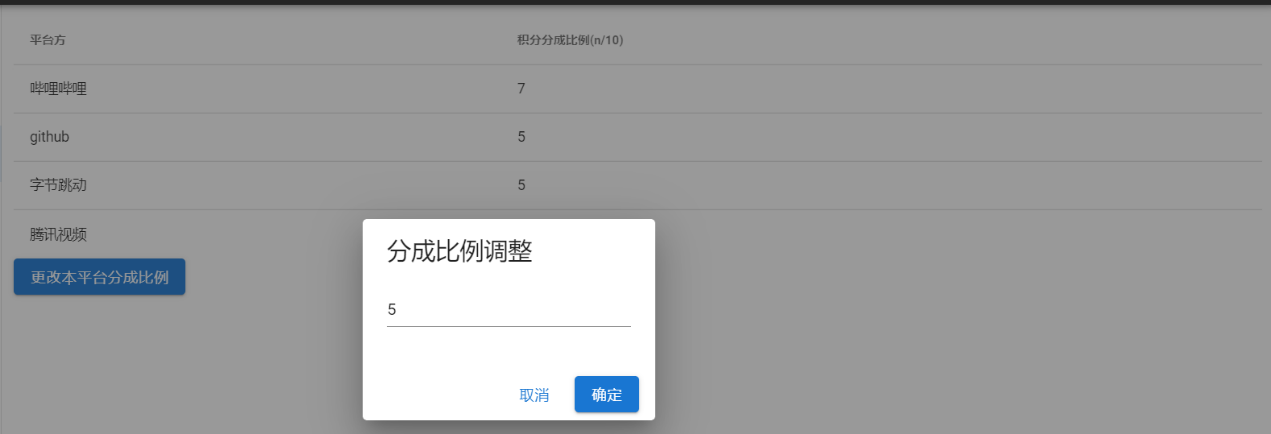 平台方 积分分成比例(n/10)
哔哩哔哩 7
github 5
字节跳动 5
腾讯视频
更改本平台分成比例
分成比例调整
5
取消 确定